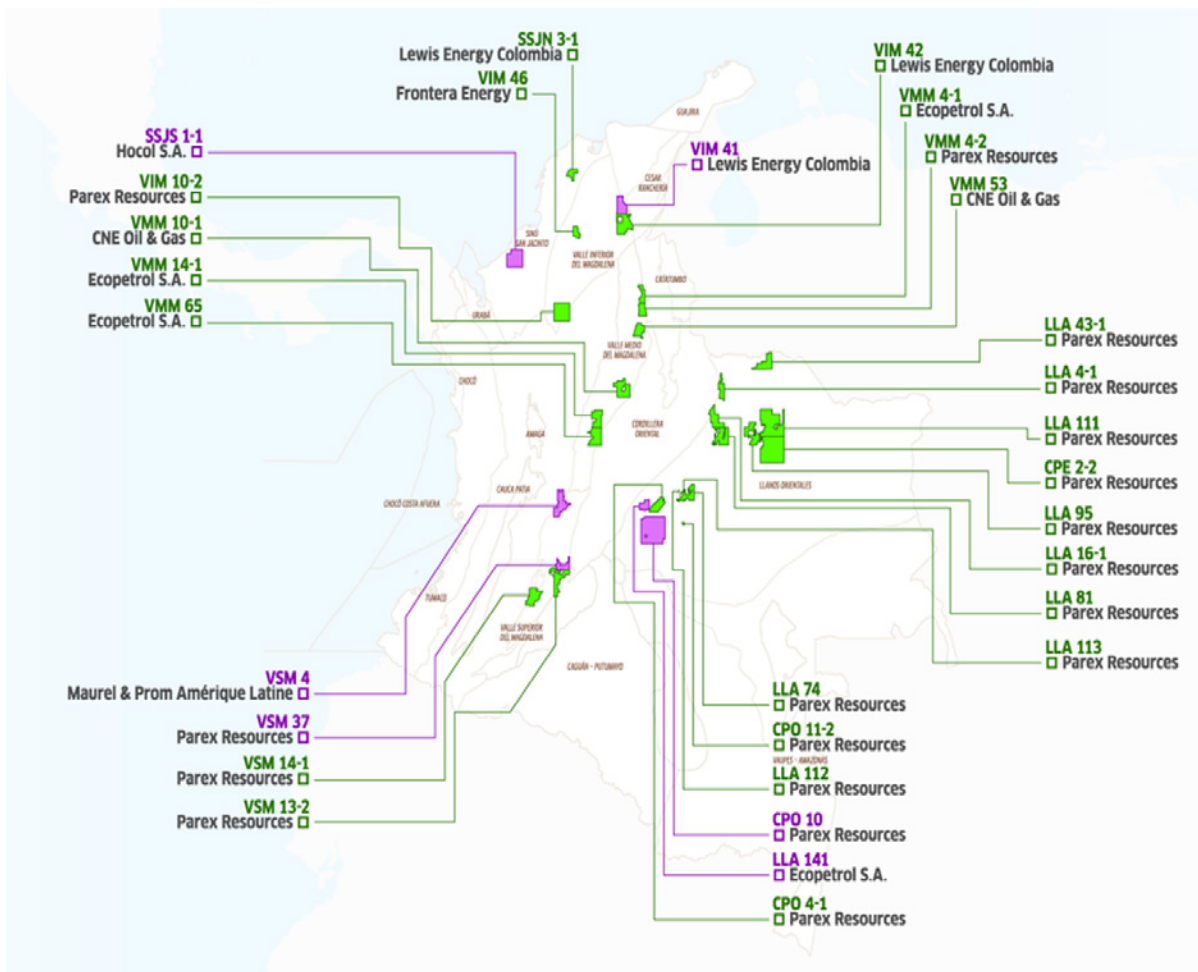 SSJN 3-1
Lewis Energy Colombia
VIM 46
Frontera Energy
SSJS 1-1
Hocol S.A.
VIM 10-2
Parex Resources
VMM 10-1
CNE Oil & Gas
VMM 14-1
Ecopetrol S.A.
VMM 65
Ecopetrol S.A.
VIM 42
Lewis Energy Colombia
VMM 4-1
Ecopetrol S.A.
VMM 4-2
Parex Resources
VMM 53
CNE Oil & Gas
VIM 41
Lewis Energy Colombia
GUAJIRA
CESAR
RANCHERIA
SINÚ
SAN JACINTO
VALLE INFERIOR
DEL MAGDALENA
CATATUMBO
URABÁ
VALLE MEDIO
DEL MAGDALENA
CHOCÓ
AMAGA
CORDILLERA
ORIENTAL
CAUCA PATIA
CHOCÓ COSTA AFUERA
LLANOS ORIENTALES
TUMACO
VALLE SUPERIOR
DEL MAGDALENA
CAGUÁN - PUTUMAYO
VAUPES - AMAZONAS
LLA 43-1
Parex Resources
LLA 4-1
Parex Resources
LLA 111
Parex Resources
CPE 2-2
Parex Resources
LLA 95
Parex Resources
LLA 16-1
Parex Resources
LLA 81
Parex Resources
LLA 113
Parex Resources
VSM 4
Maurel & Prom Amérique Latine
VSM 37
Parex Resources
VSM 14-1
Parex Resources
VSM 13-2
Parex Resources
LLA 74
Parex Resources
CPO 11-2
Parex Resources
LLA 112
Parex Resources
CPO 10
Parex Resources
LLA 141
Ecopetrol S.A.
CPO 4-1
Parex Resources